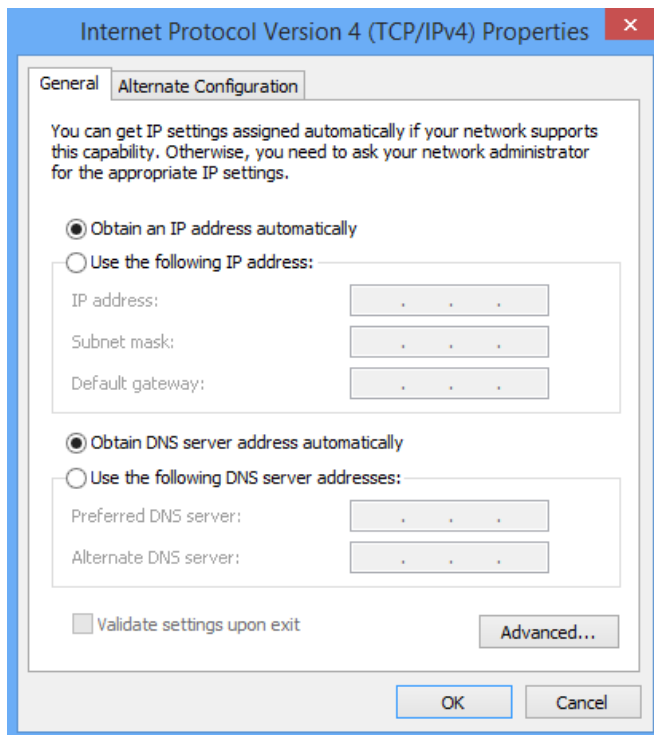 Internet Protocol Version 4 (TCP/IPv4) Properties
General
Alternate Configuration
You can get IP settings assigned automatically if your network supports
this capability. Otherwise, you need to ask your network administrator
for the appropriate IP settings.
Obtain an IP address automatically
Use the following IP address:
IP address:
Subnet mask:
Default gateway:
Obtain DNS server address automatically
Use the following DNS server addresses:
Preferred DNS server:
Alternate DNS server:
Validate settings upon exit
Advanced...
OK
Cancel